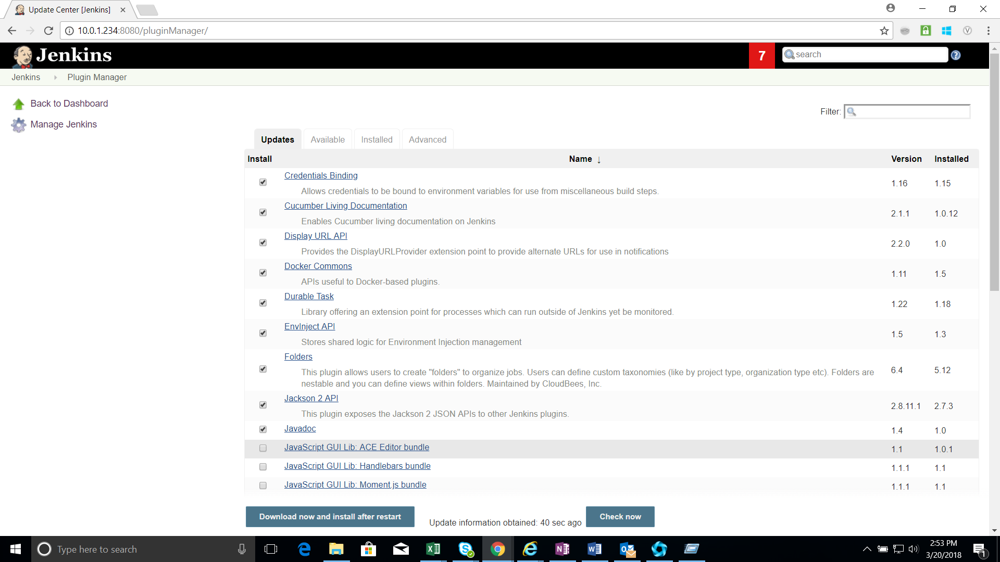 Update Center [Jenkins]
10.0.1.234:8080/pluginManager/
Jenkins
7
search
Jenkins
Plugin Manager
Back to Dashboard
Manage Jenkins
Filter:
Updates
Available
Installed
Advanced
Install
Name ↓
Version
Installed
Credentials Binding
Allows credentials to be bound to environment variables for use from miscellaneous build steps.
1.16
1.15
Cucumber Living Documentation
Enables Cucumber living documentation on Jenkins
2.1.1
1.0.12
Display URL API
Provides the DisplayURLProvider extension point to provide alternate URLs for use in notifications
2.2.0
1.0
Docker Commons
APIs useful to Docker-based plugins.
1.11
1.5
Durable Task
Library offering an extension point for processes which can run outside of Jenkins yet be monitored.
1.22
1.18
EnvInject API
Stores shared logic for Environment Injection management
1.5
1.3
Folders
This plugin allows users to create "folders" to organize jobs. Users can define custom taxonomies (like by project type, organization type etc). Folders are
nestable and you can define views within folders. Maintained by CloudBees, Inc.
6.4
5.12
Jackson 2 API
This plugin exposes the Jackson 2 JSON APIs to other Jenkins plugins.
2.8.11.1
2.7.3
Javadoc
1.4
1.0
JavaScript GUI Lib: ACE Editor bundle
1.1
1.0.1
JavaScript GUI Lib: Handlebars bundle
1.1.1
1.1
JavaScript GUI Lib: Moment.js bundle
1.1.1
1.1
Download now and install after restart
Update information obtained: 40 sec ago
Check now
Type here to search
2:53 PM
3/20/2018
1